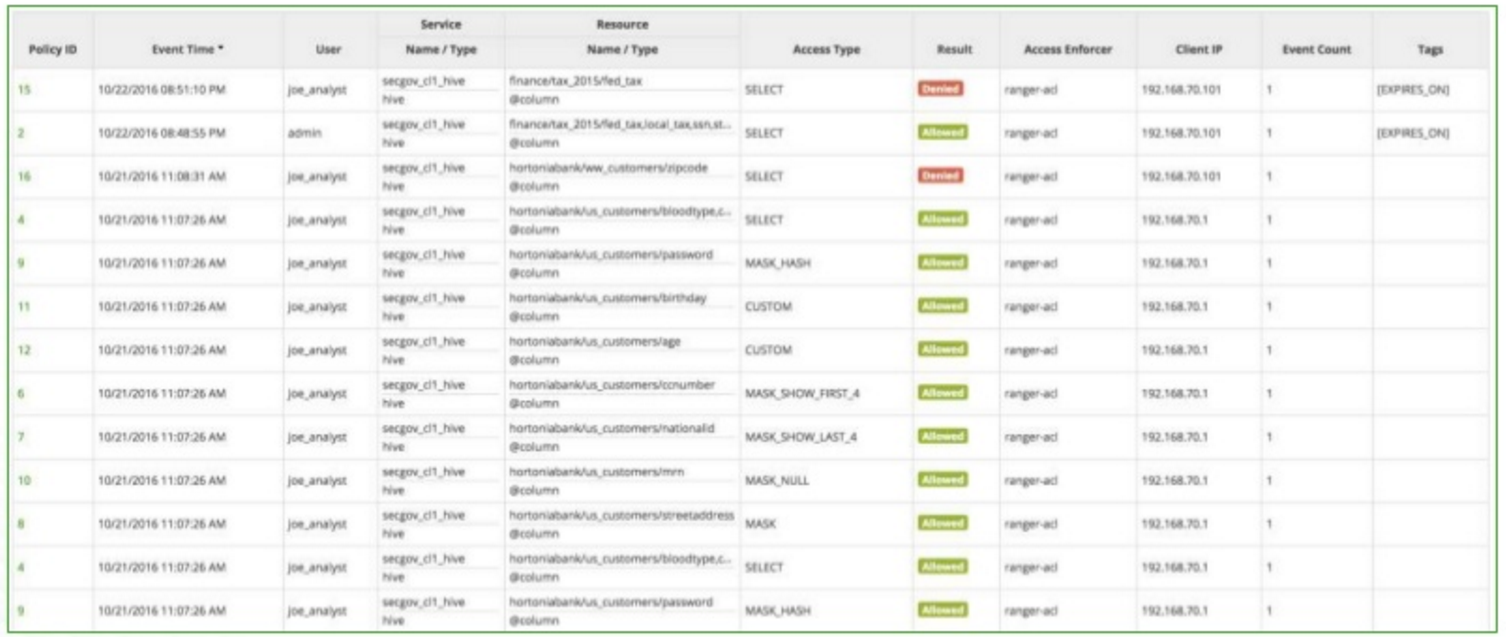 Service Resource
Policy ID Event Time User Name / Type Name / Type Access Type Result Access Enforcer Client IP Event Count Tags
15 10/22/2016 08:51:10 PM joe_analyst secgov_cl1_hive finance/tax_2015/fed_tax SELECT Denied ranger-acl 192.168.70.101 1 [EXPIRES_ON]
hive @column
2 10/22/2016 08:48:55 PM admin secgov_cl1_hive finance/tax_2015/fed_tax,local_tax,ssn,st... SELECT Allowed ranger-acl 192.168.70.101 1 [EXPIRES_ON]
hive @column
16 10/21/2016 11:08:31 AM joe_analyst secgov_cl1_hive hortoniabank/ww_customers/zipcode SELECT Denied ranger-acl 192.168.70.101 1
hive @column
4 10/21/2016 11:07:26 AM joe_analyst secgov_cl1_hive hortoniabank/us_customers/bloodtype,c... SELECT Allowed ranger-acl 192.168.70.1 1
hive @column
9 10/21/2016 11:07:26 AM joe_analyst secgov_cl1_hive hortoniabank/us_customers/password MASK_HASH Allowed ranger-acl 192.168.70.1 1
hive @column
11 10/21/2016 11:07:26 AM joe_analyst secgov_cl1_hive hortoniabank/us_customers/birthday CUSTOM Allowed ranger-acl 192.168.70.1 1
hive @column
12 10/21/2016 11:07:26 AM joe_analyst secgov_cl1_hive hortoniabank/us_customers/age CUSTOM Allowed ranger-acl 192.168.70.1 1
hive @column
6 10/21/2016 11:07:26 AM joe_analyst secgov_cl1_hive hortoniabank/us_customers/ccnumber MASK_SHOW_FIRST_4 Allowed ranger-acl 192.168.70.1 1
hive @column
7 10/21/2016 11:07:26 AM joe_analyst secgov_cl1_hive hortoniabank/us_customers/nationalid MASK_SHOW_LAST_4 Allowed ranger-acl 192.168.70.1 1
hive @column
10 10/21/2016 11:07:26 AM joe_analyst secgov_cl1_hive hortoniabank/us_customers/mrn MASK_NULL Allowed ranger-acl 192.168.70.1 1
hive @column
8 10/21/2016 11:07:26 AM joe_analyst secgov_cl1_hive hortoniabank/us_customers/streetaddress MASK Allowed ranger-acl 192.168.70.1 1
hive @column
4 10/21/2016 11:07:26 AM joe_analyst secgov_cl1_hive hortoniabank/us_customers/bloodtype,c... SELECT Allowed ranger-acl 192.168.70.1 1
hive @column
9 10/21/2016 11:07:26 AM joe_analyst secgov_cl1_hive hortoniabank/us_customers/password MASK_HASH Allowed ranger-acl 192.168.70.1 1
hive @column